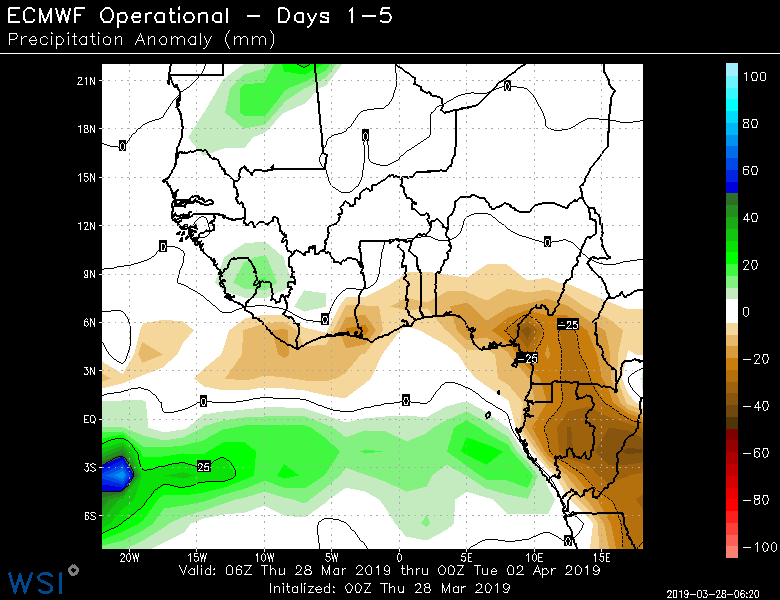 ECMWF Operational - Days 1-5
Precipitation Anomaly (mm)
21N
18N
15N
12N
9N
6N
3N
EQ
3S
6S
20W
15W
10W
5W
0
5E
10E
15E
0
0
0
0
0
0
-25
-25
0
0
25
0
100
80
60
40
20
0
-20
-40
-60
-80
-100
Valid: 06Z Thu 28 Mar 2019 thru 00Z Tue 02 Apr 2019
Initalized: 00Z Thu 28 Mar 2019
WSI
2019-03-28-06:20